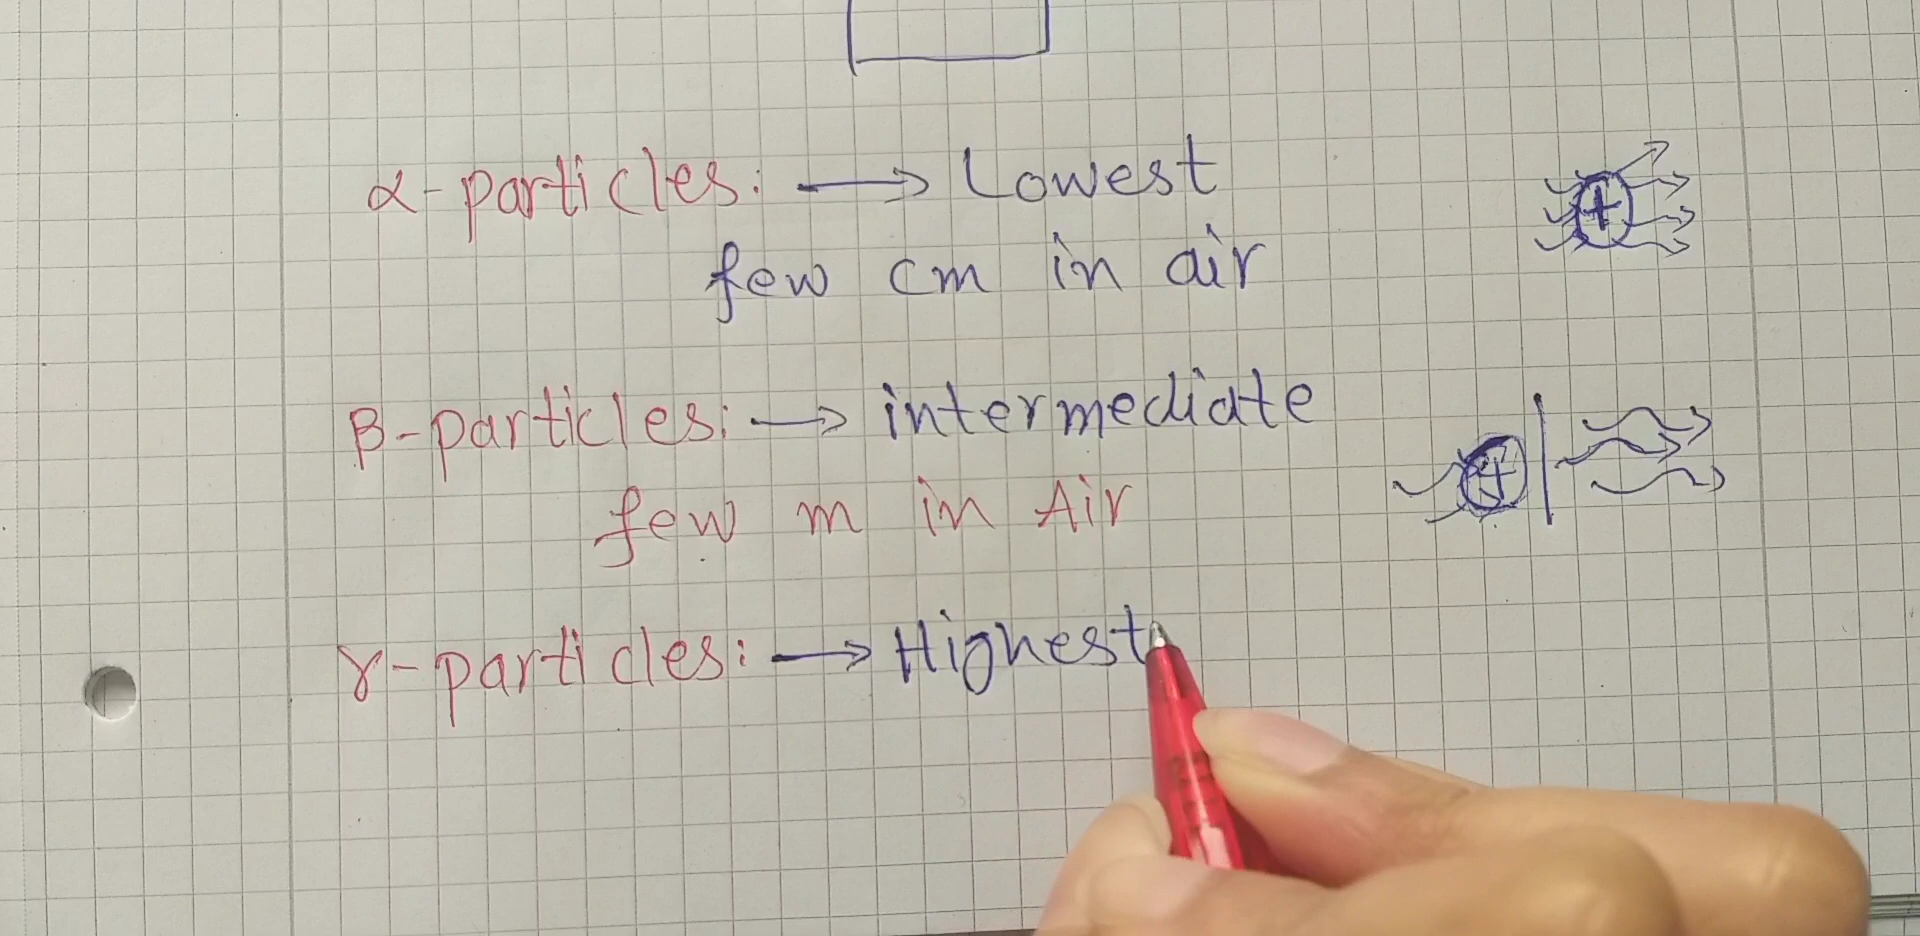 α-particles: → Lowest
few cm in air
β-particles: → intermediate
few m in Air
γ-particles: → Highest
+
+